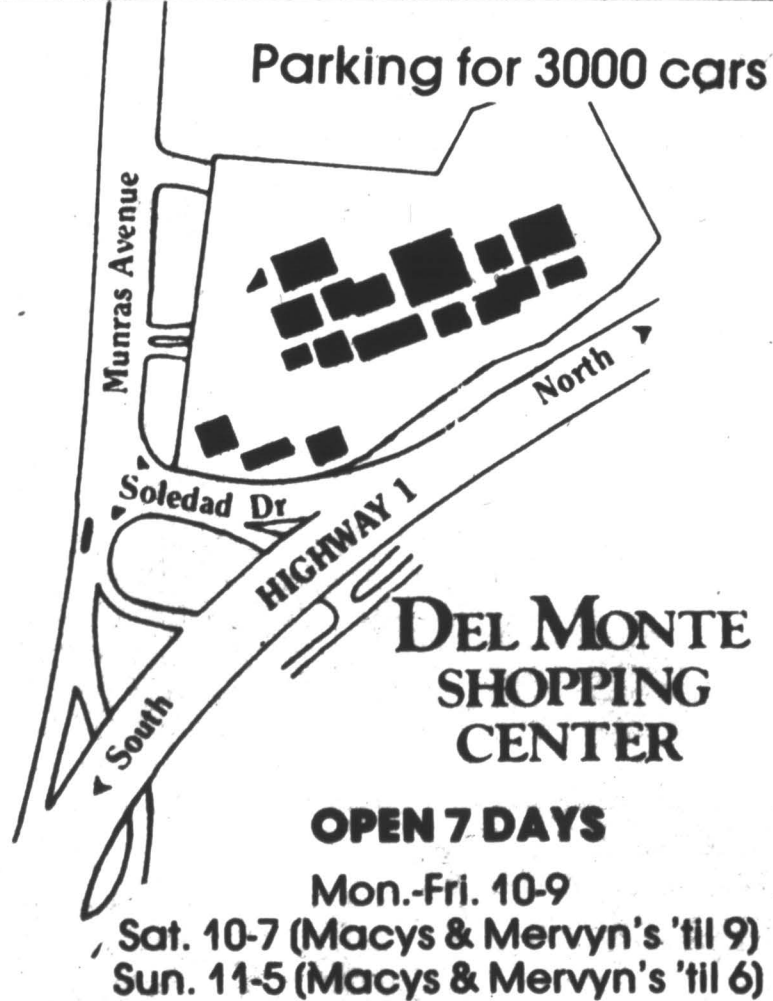 Parking for 3000 cars
Munras Avenue
North
Soledad Dr
HIGHWAY 1
South
DEL MONTE
SHOPPING
CENTER
OPEN 7 DAYS
Mon.-Fri. 10-9
Sat. 10-7 (Macys & Mervyn's 'til 9)
Sun. 11-5 (Macys & Mervyn's 'til 6)